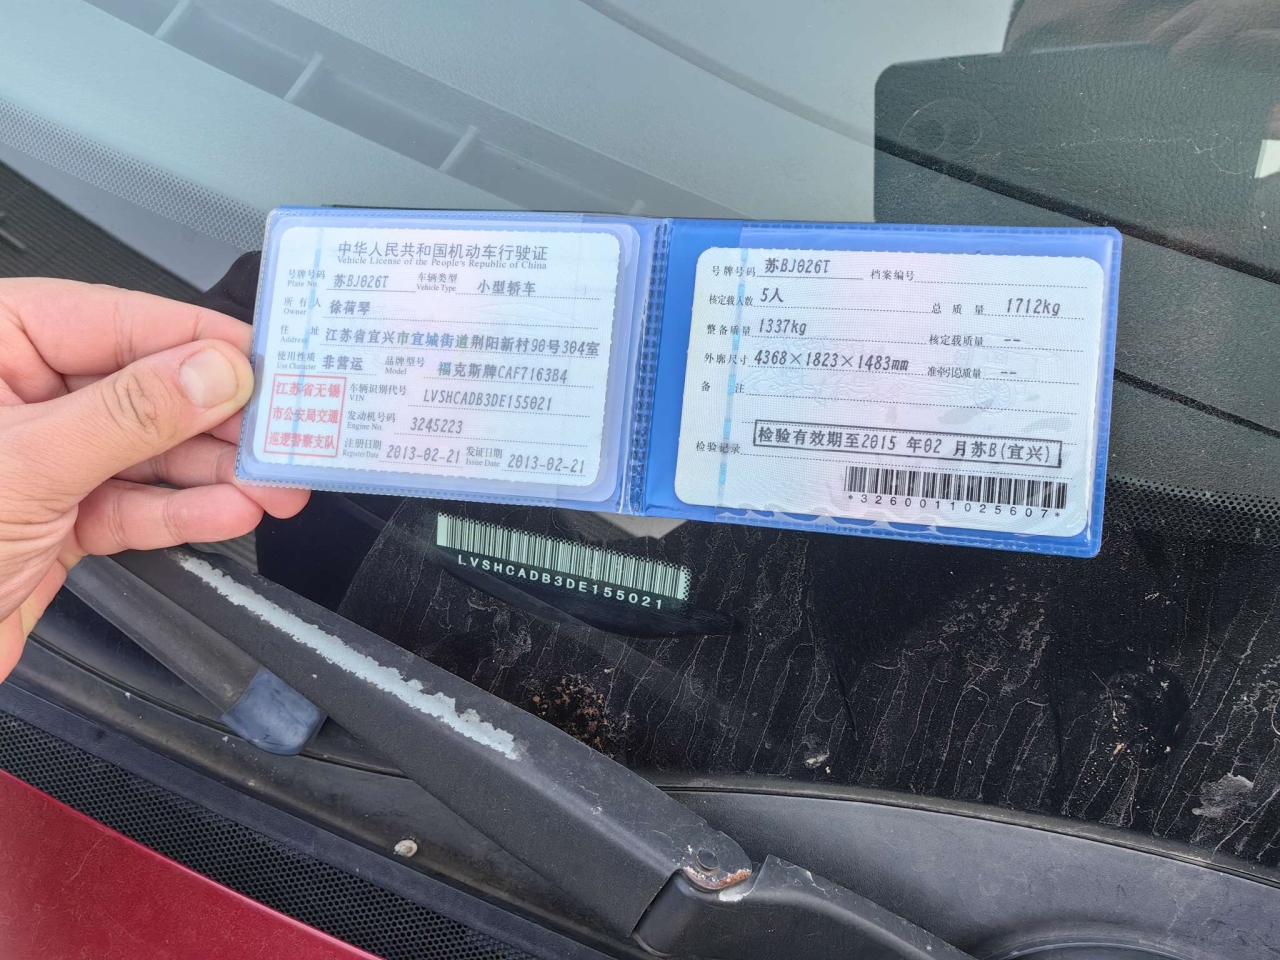 中华人民共和国机动车行驶证
Vehicle License of the People's Republic of China
号牌号码 苏BJ026T 车辆类型 小型轿车
Plate No. Vehicle Type
所有人 徐荷琴
Owner
住址 江苏省宜兴市宜城街道荆阳新村90号304室
Address
使用性质 非营运 品牌型号 福克斯牌CAF7163B4
Use Character Model
江苏省无锡
市公安局交通
巡逻警察支队
车辆识别代号 LVSHCADB3DE155021
VIN
发动机号码 3245223
Engine No.
注册日期 2013-02-21 发证日期 2013-02-21
Register Date Issue Date
号牌号码 苏BJ026T 档案编号
核定载人数 5人 总质量 1712kg
整备质量 1337kg 核定载质量 --
外廓尺寸 4368×1823×1483mm 准牵引总质量 --
备注
检验记录 检验有效期至2015 年02 月苏B(宜兴)
*3260011025607*
LVSHCADB3DE155021